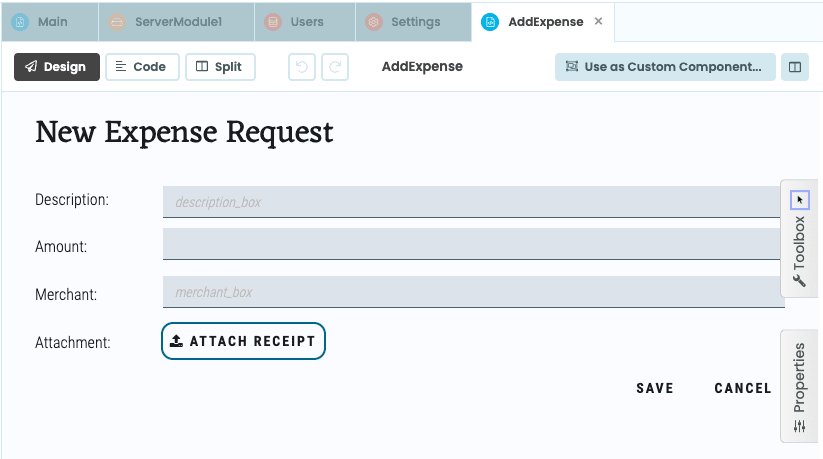 Main ServerModule1 Users Settings AddExpense ×
Design Code Split AddExpense Use as Custom Component...
New Expense Request
Description: description_box
Amount:
Merchant: merchant_box
Attachment: ATTACH RECEIPT
SAVE CANCEL
Toolbox
Properties